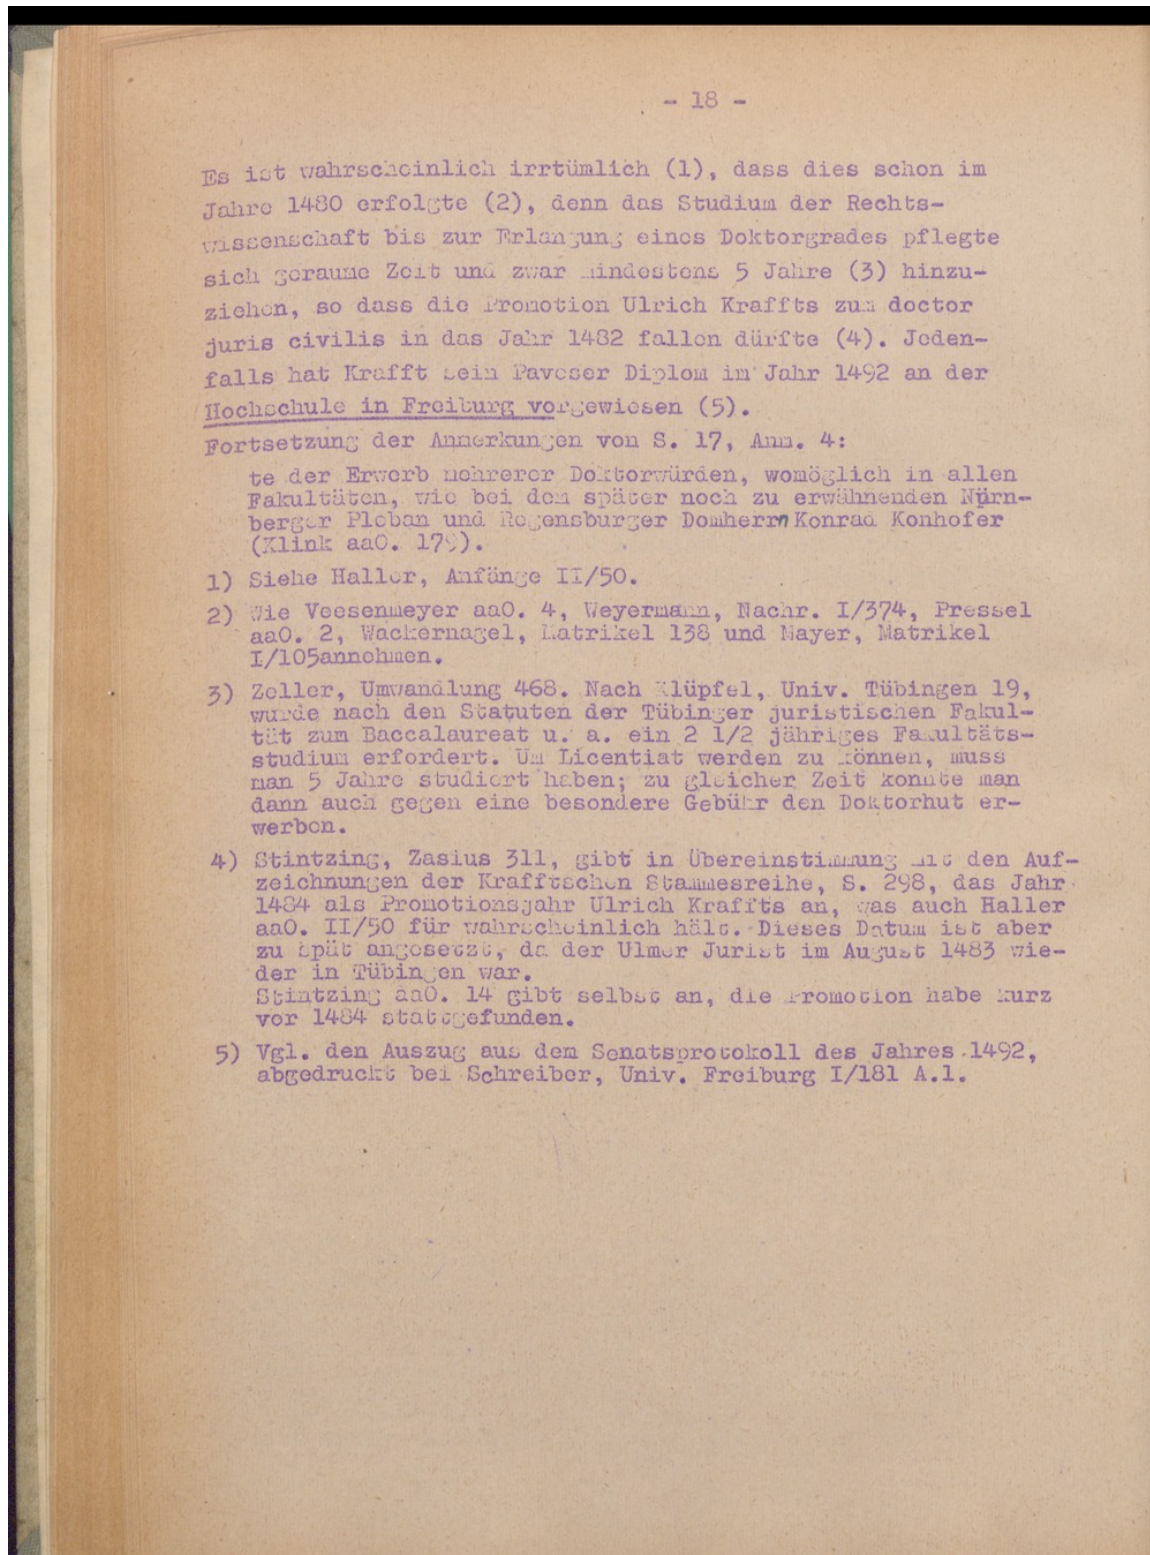 - 18 -
Es ist wahrscheinlich irrtümlich (1), dass dies schon im
Jahre 1480 erfolgte (2), denn das Studium der Rechts-
wissenschaft bis zur Erlangung eines Doktorgrades pflegte
sich geraume Zeit und zwar mindestens 5 Jahre (3) hinzu-
ziehen, so dass die Promotion Ulrich Kraffts zum doctor
juris civilis in das Jahr 1482 fallen dürfte (4). Jeden-
falls hat Krafft sein Paveser Diplom im Jahr 1492 an der
Hochschule in Freiburg vorgewiesen (5).
Fortsetzung der Anmerkungen von S. 17, Anm. 4:
te der Erwerb mehrerer Doktorwürden, womöglich in allen
Fakultäten, wie bei dem später noch zu erwähnenden Nürn-
berger Pleban und Regensburger Domherrn Konrad Konhofer
(Klink aaO. 179).
1) Siehe Haller, Anfänge II/50.
2) Wie Veesenmeyer aaO. 4, Weyermann, Nachr. I/374, Pressel
aaO. 2, Wackernagel, Matrikel 138 und Mayer, Matrikel
I/105annehmen.
3) Zeller, Umwandlung 468. Nach Klüpfel, Univ. Tübingen 19,
wurde nach den Statuten der Tübinger juristischen Fakul-
tät zum Baccalaureat u. a. ein 2 1/2 jähriges Fakultäts-
studium erfordert. Um Licentiat werden zu können, muss
man 5 Jahre studiert haben; zu gleicher Zeit konnte man
dann auch gegen eine besondere Gebühr den Doktorhut er-
werben.
4) Stintzing, Zasius 311, gibt in Übereinstimmung mit den Auf-
zeichnungen der Krafftschen Stammesreihe, S. 298, das Jahr
1484 als Promotionsjahr Ulrich Kraffts an, was auch Haller
aaO. II/50 für wahrscheinlich hält. Dieses Datum ist aber
zu spät angesetzt, da der Ulmer Jurist im August 1483 wie-
der in Tübingen war.
Stintzing aaO. 14 gibt selbst an, die Promotion habe kurz
vor 1484 stattgefunden.
5) Vgl. den Auszug aus dem Senatsprotokoll des Jahres 1492,
abgedruckt bei Schreiber, Univ. Freiburg I/181 A.1.